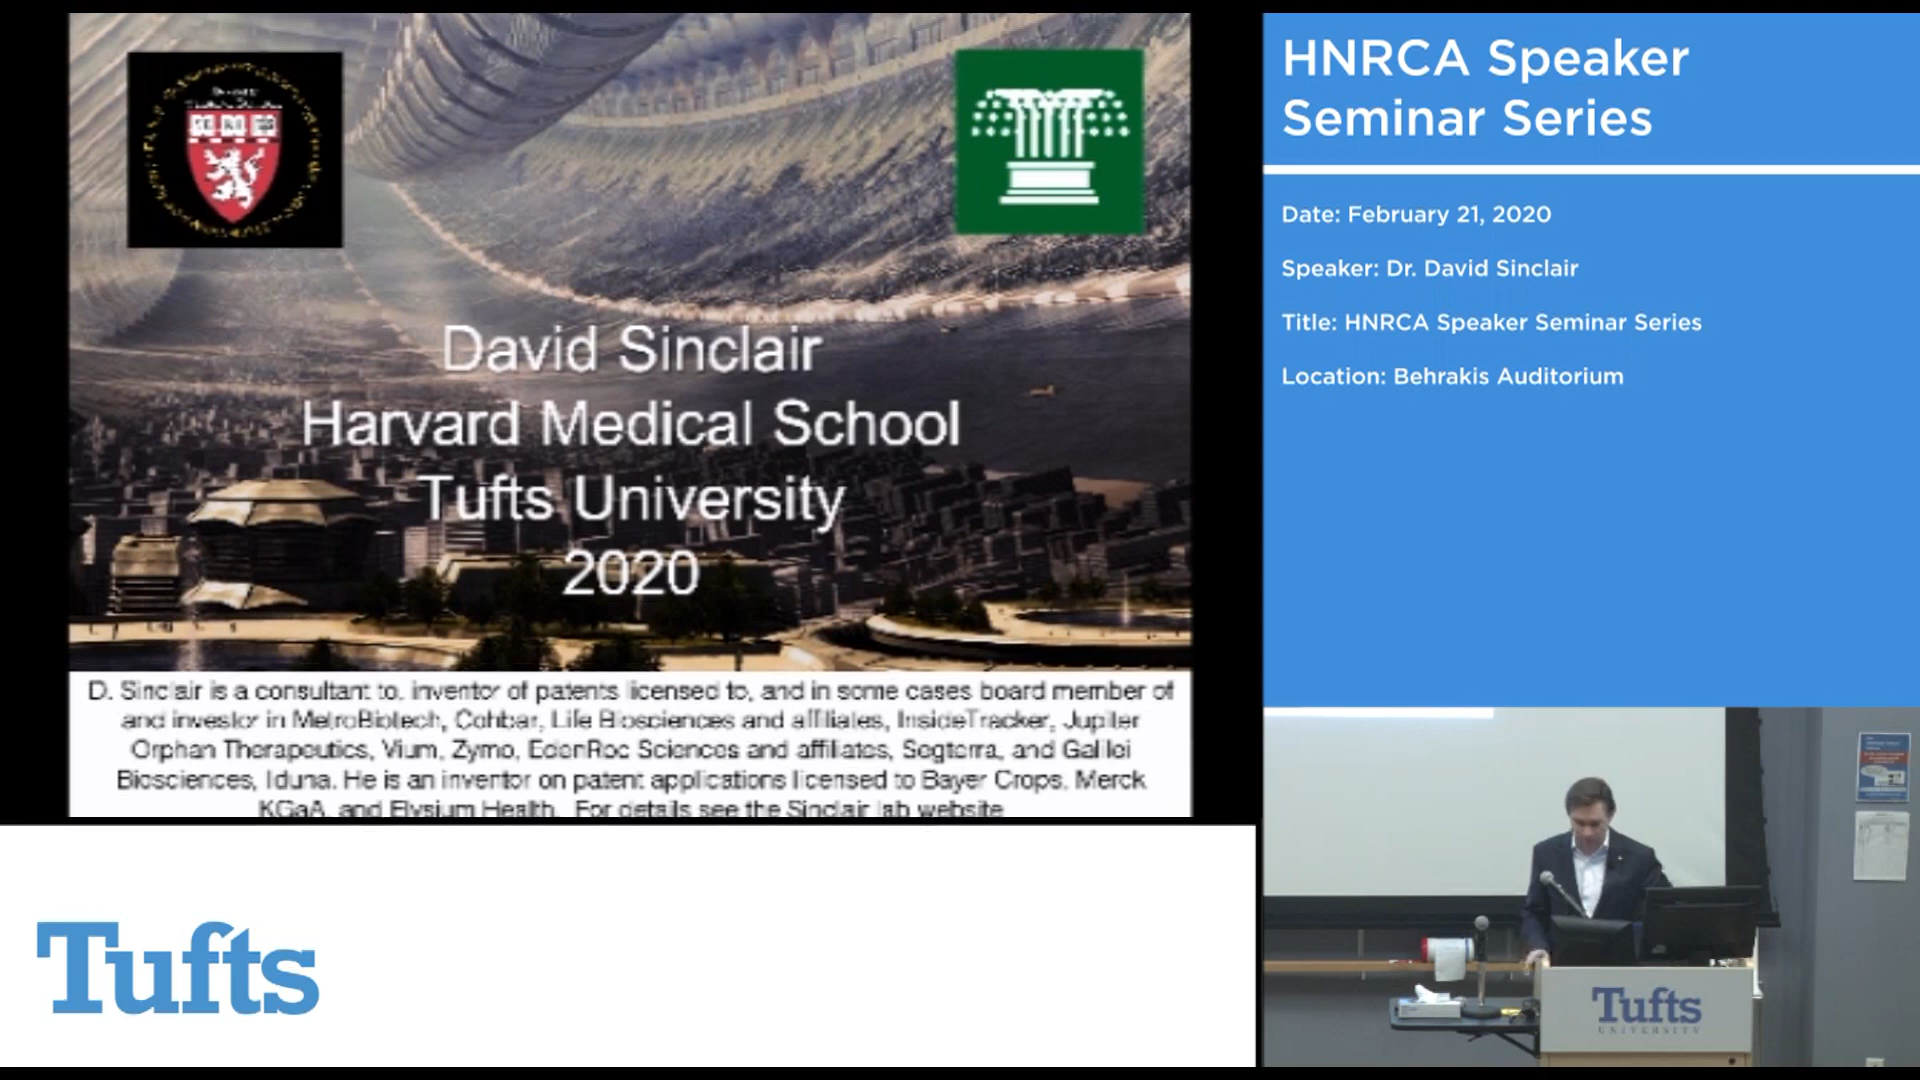 David Sinclair
Harvard Medical School
Tufts University
2020
D. Sinclair is a consultant to, inventor of patents licensed to, and in some cases board member of
and investor in MetroBiotech, Cohbar, Life Biosciences and affiliates, InsideTracker, Jupiter
Orphan Therapeutics, Vium, Zymo, EdenRoc Sciences and affiliates, Segterra, and Galilei
Biosciences, Iduna. He is an inventor on patent applications licensed to Bayer Crops, Merck
KGaA, and Elysium Health. For details see the Sinclair lab website
Tufts
HNRCA Speaker
Seminar Series
Date: February 21, 2020
Speaker: Dr. David Sinclair
Title: HNRCA Speaker Seminar Series
Location: Behrakis Auditorium
Tufts
UNIVERSITY